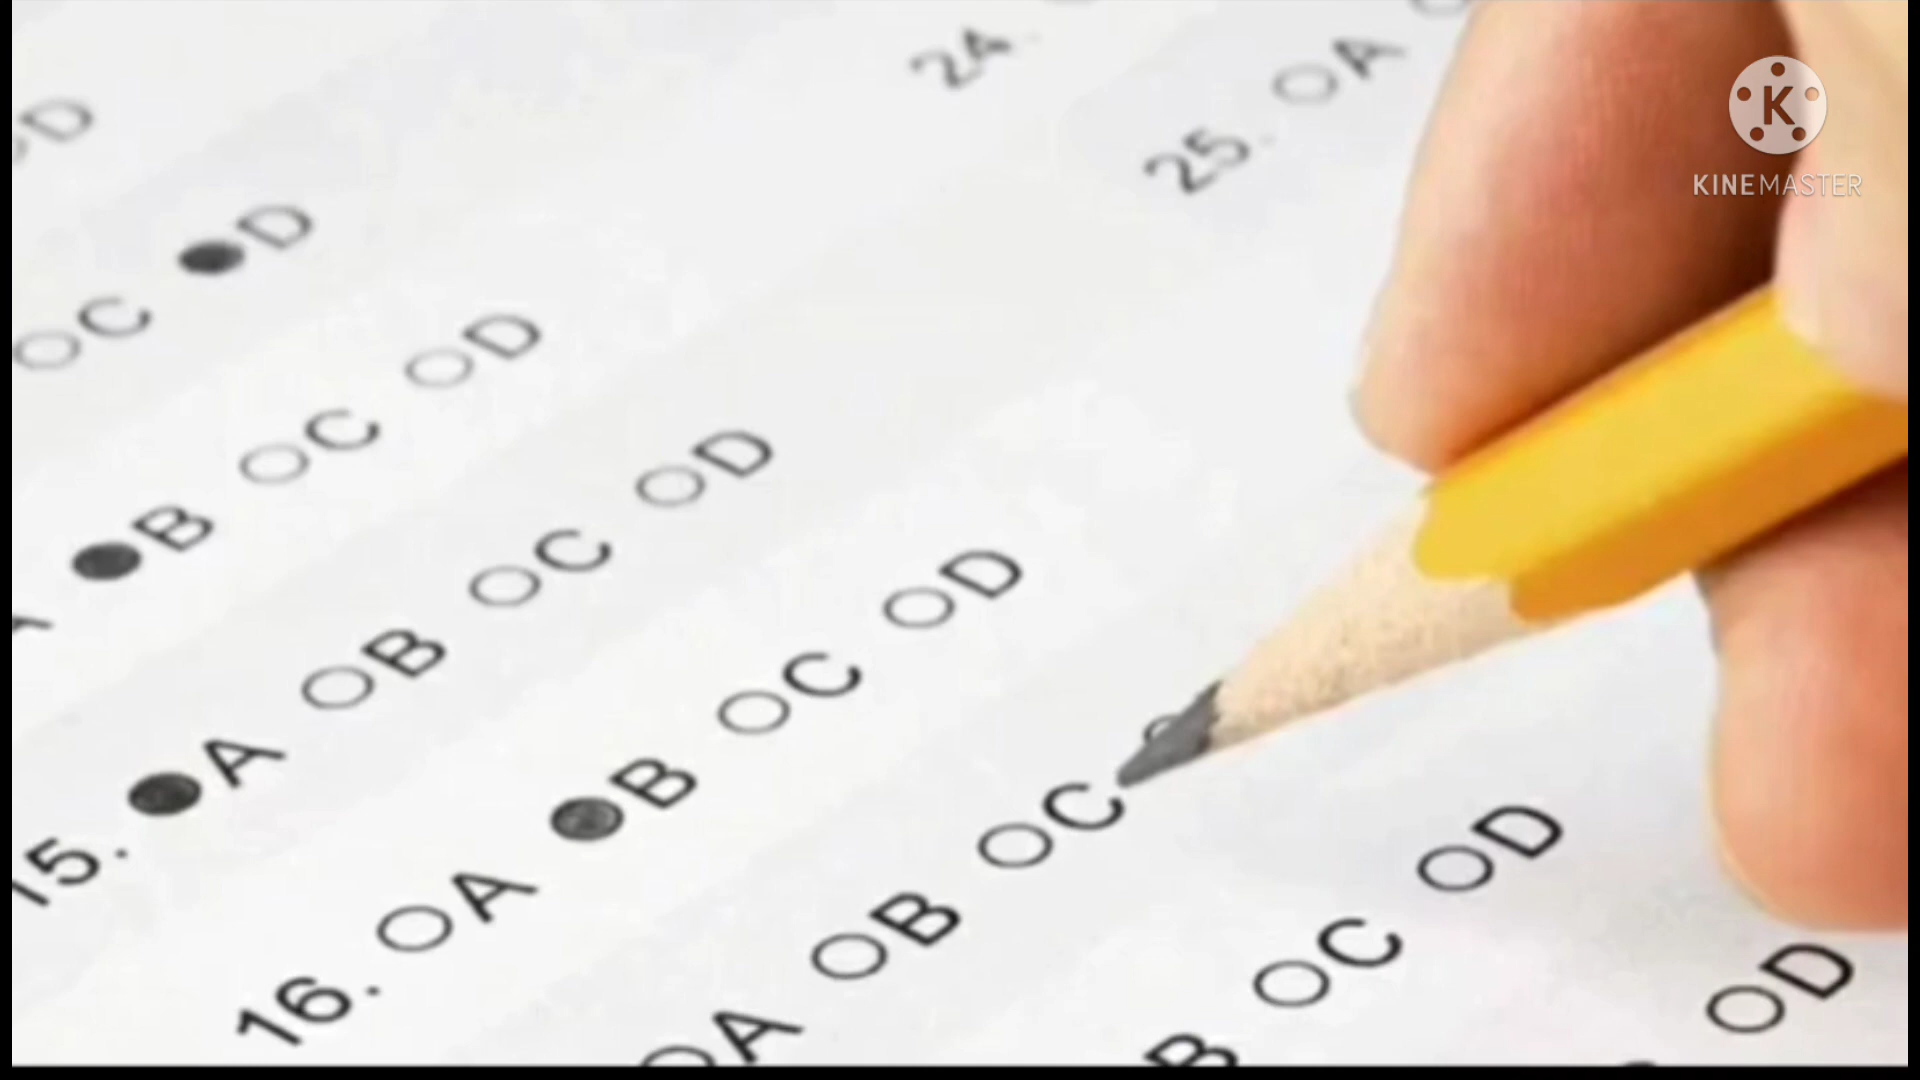 D
C D
B C D
15. A B C D
16. A B C D
A B C
B C D
D
24.
25. A
KINEMASTER